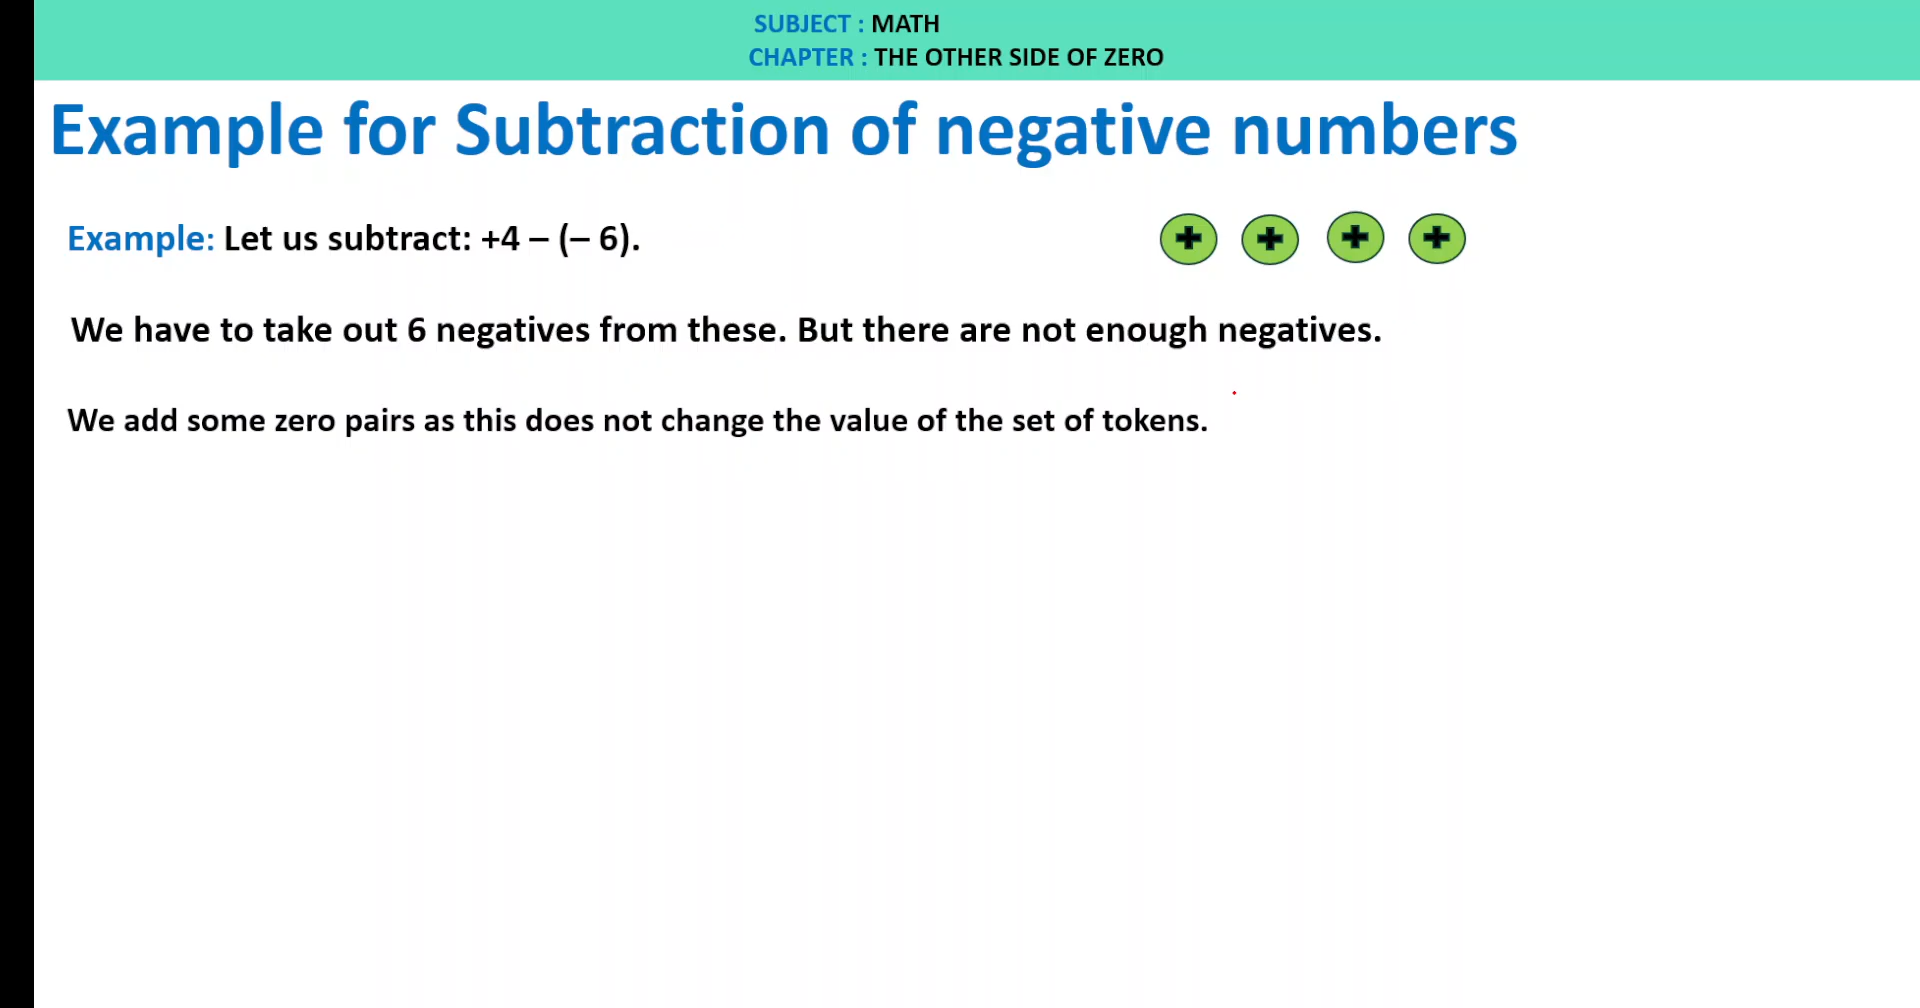 SUBJECT : MATH
CHAPTER : THE OTHER SIDE OF ZERO
Example for Subtraction of negative numbers
Example: Let us subtract: +4 – (– 6).
+ + + +
We have to take out 6 negatives from these. But there are not enough negatives.
We add some zero pairs as this does not change the value of the set of tokens.